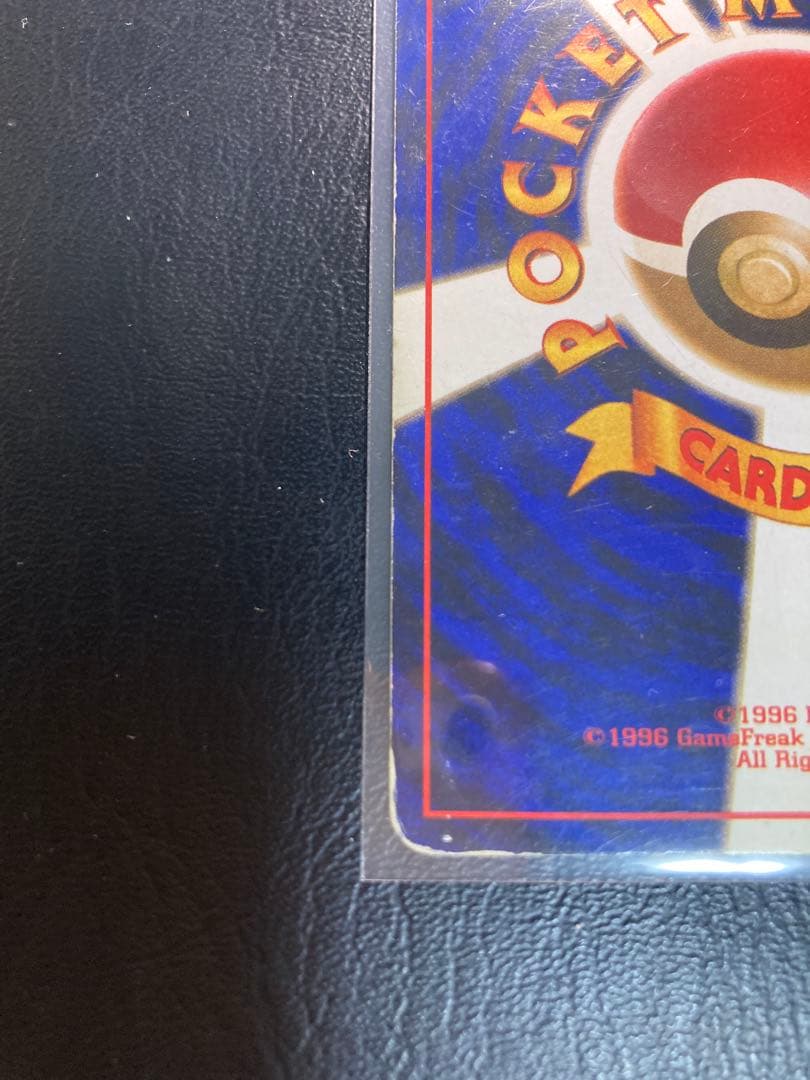 POCKET M
CARD
©1996
©1996 GameFreak
All Rig